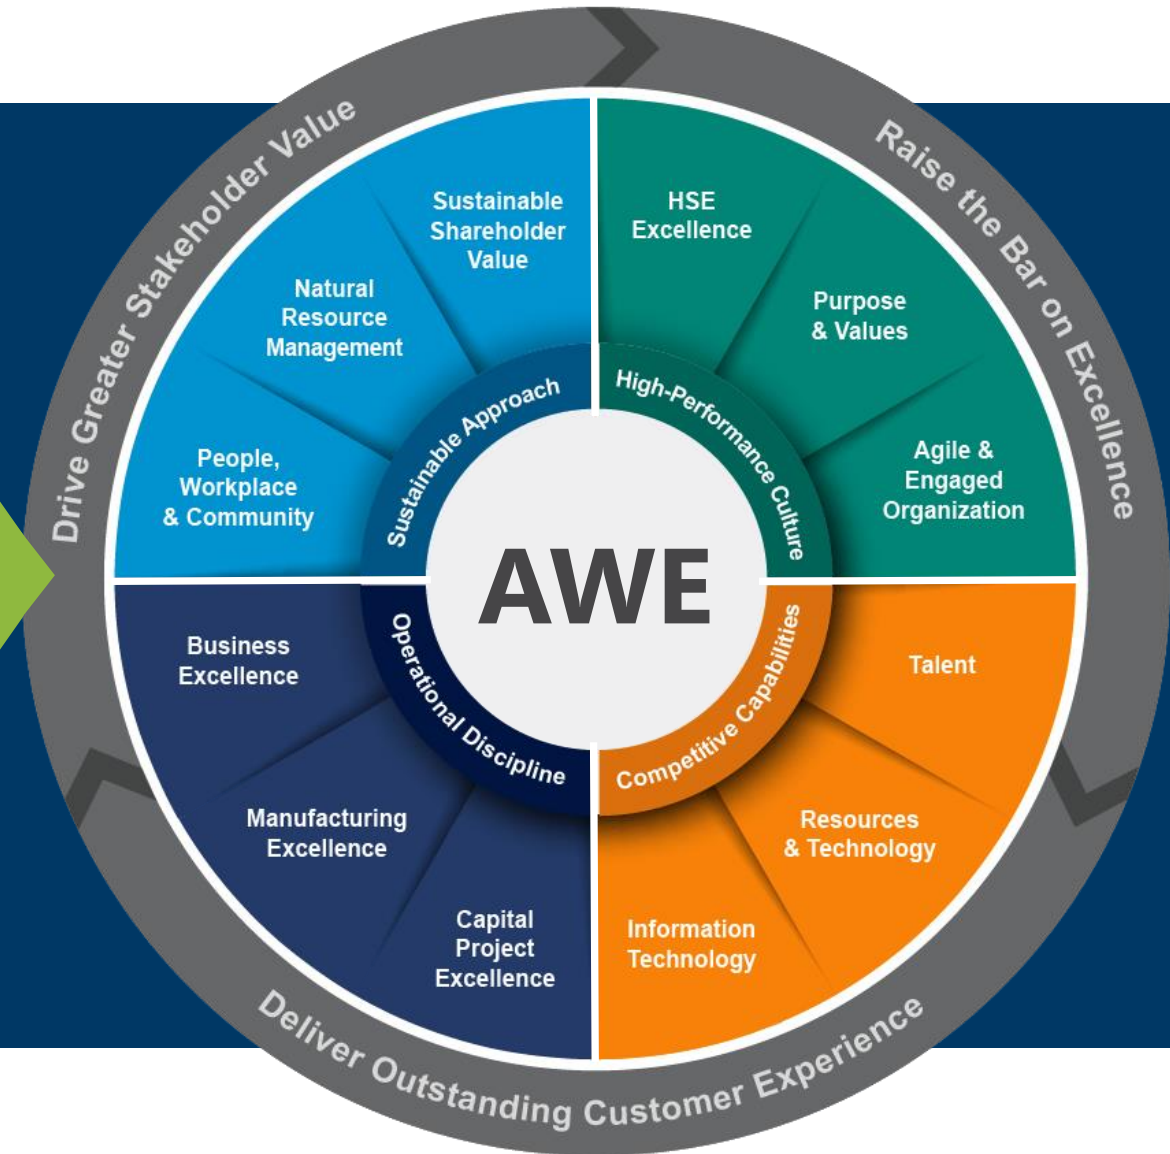 Drive Greater Stakeholder Value
Raise the Bar on Excellence
Deliver Outstanding Customer Experience
Sustainable
Shareholder
Value
Natural
Resource
Management
People,
Workplace
& Community
Sustainable Approach
HSE
Excellence
Purpose
& Values
Agile &
Engaged
Organization
High-Performance Culture
AWE
Business
Excellence
Manufacturing
Excellence
Capital
Project
Excellence
Operational Discipline
Talent
Resources
& Technology
Information
Technology
Competitive Capabilities